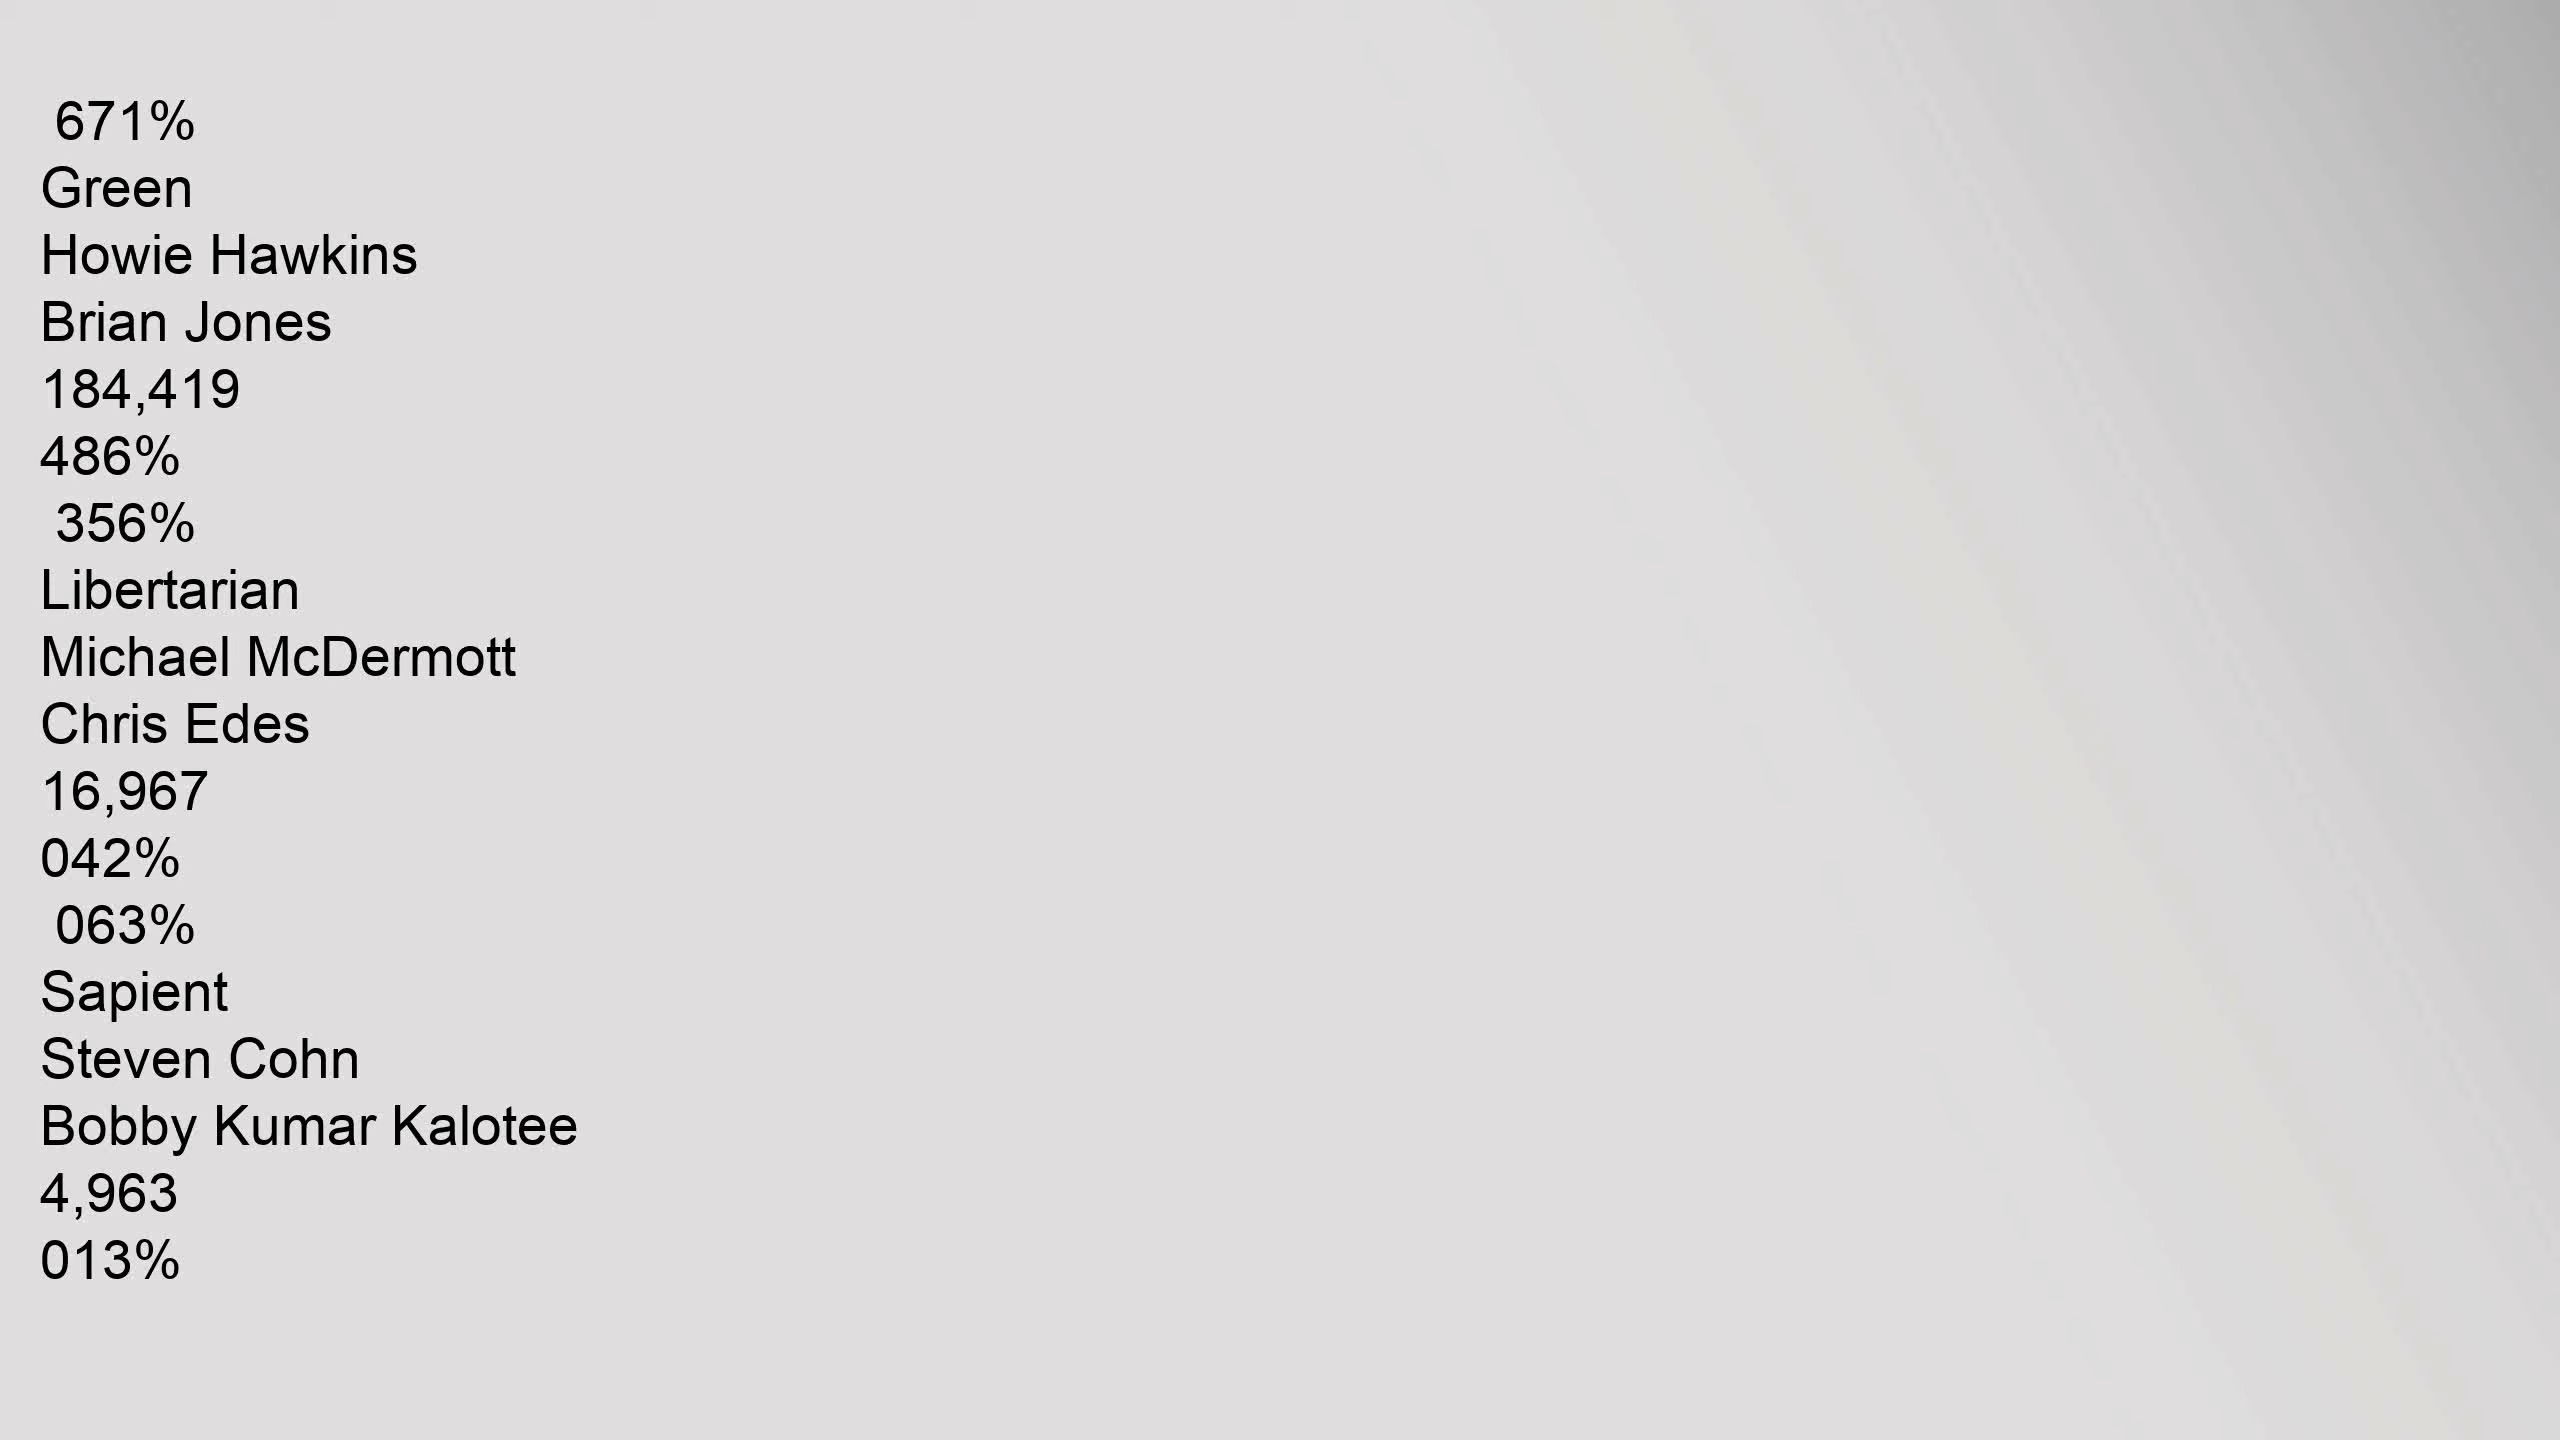 671%
Green
Howie Hawkins
Brian Jones
184,419
486%
356%
Libertarian
Michael McDermott
Chris Edes
16,967
042%
063%
Sapient
Steven Cohn
Bobby Kumar Kalotee
4,963
013%